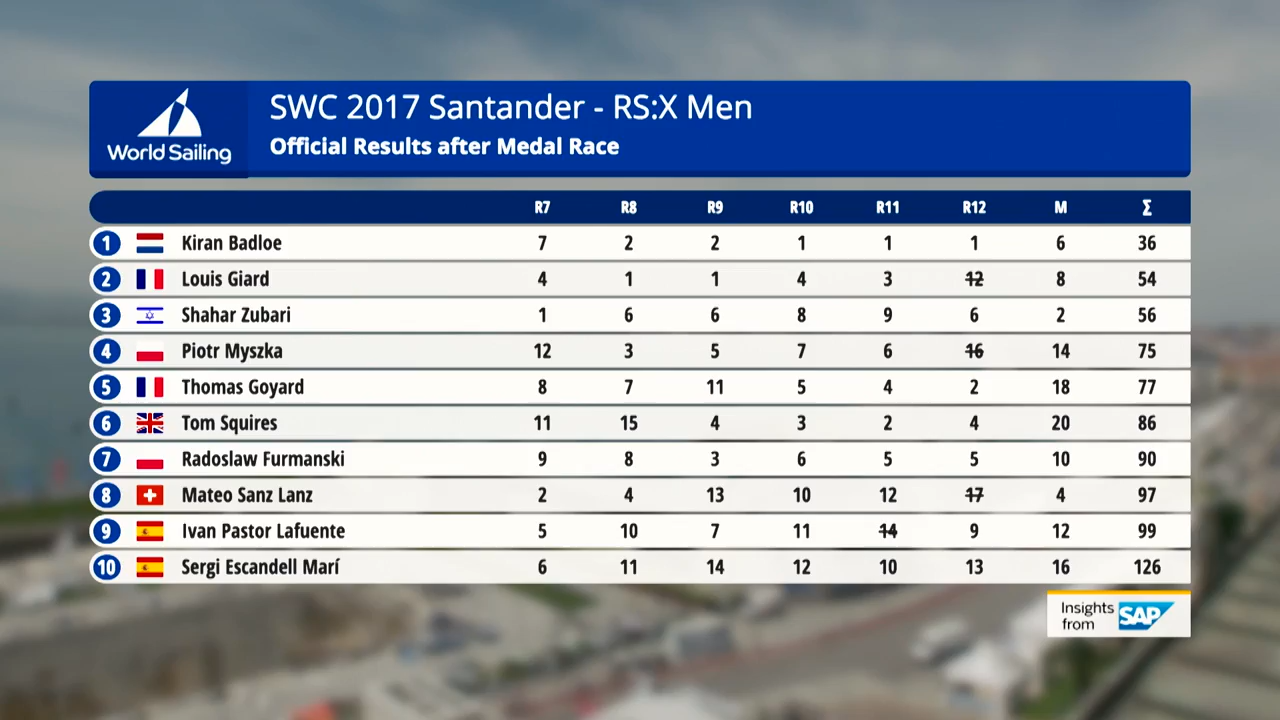 World Sailing
SWC 2017 Santander - RS:X Men
Official Results after Medal Race
R7 R8 R9 R10 R11 R12 M Σ
1 Kiran Badloe 7 2 2 1 1 1 6 36
2 Louis Giard 4 1 1 4 3 12 8 54
3 Shahar Zubari 1 6 6 8 9 6 2 56
4 Piotr Myszka 12 3 5 7 6 16 14 75
5 Thomas Goyard 8 7 11 5 4 2 18 77
6 Tom Squires 11 15 4 3 2 4 20 86
7 Radoslaw Furmanski 9 8 3 6 5 5 10 90
8 Mateo Sanz Lanz 2 4 13 10 12 17 4 97
9 Ivan Pastor Lafuente 5 10 7 11 14 9 12 99
10 Sergi Escandell Marí 6 11 14 12 10 13 16 126
Insights
from SAP